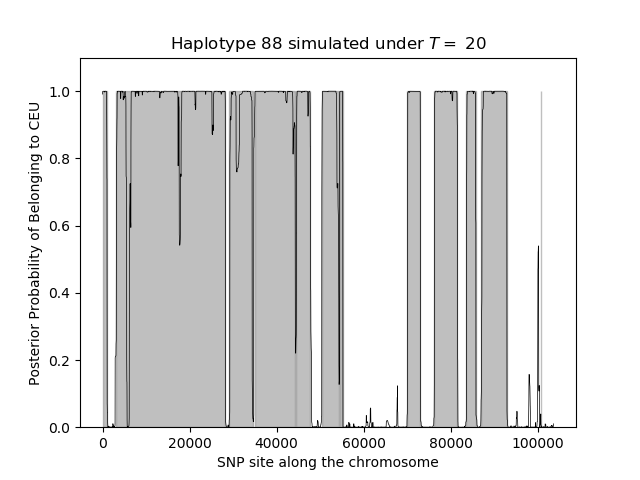 Haplotype 88 simulated under T = 20
1.0
0.8
0.6
0.4
0.2
0.0
Posterior Probability of Belonging to CEU
0 20000 40000 60000 80000 100000
SNP site along the chromosome